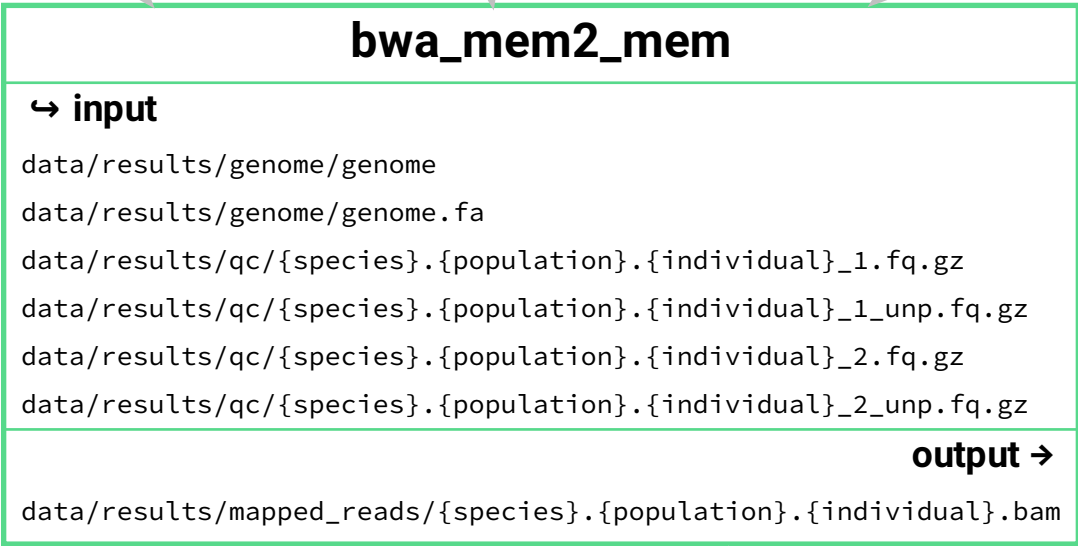 bwa_mem2_mem
↪ input
data/results/genome/genome
data/results/genome/genome.fa
data/results/qc/{species}.{population}.{individual}_1.fq.gz
data/results/qc/{species}.{population}.{individual}_1_unp.fq.gz
data/results/qc/{species}.{population}.{individual}_2.fq.gz
data/results/qc/{species}.{population}.{individual}_2_unp.fq.gz
output →
data/results/mapped_reads/{species}.{population}.{individual}.bam